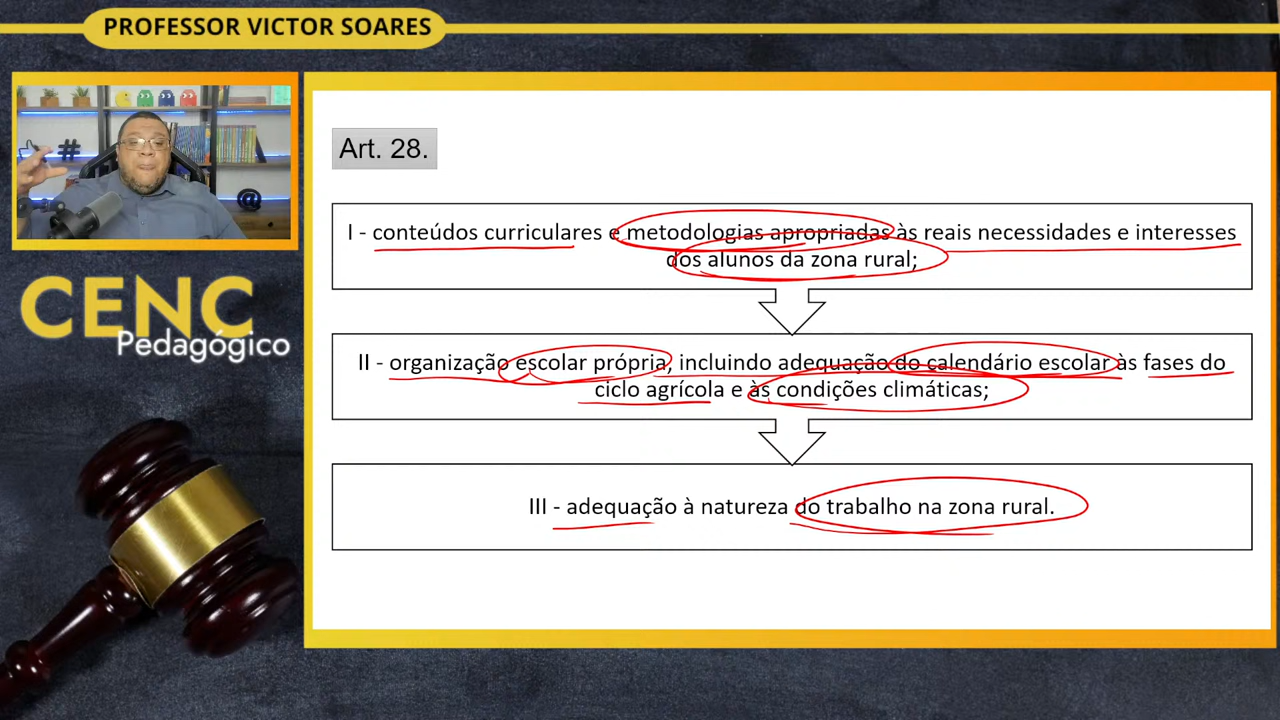 PROFESSOR VICTOR SOARES
CENC
Pedagógico
Art. 28.
I - conteúdos curriculares e metodologias apropriadas às reais necessidades e interesses
dos alunos da zona rural;
II - organização escolar própria, incluindo adequação do calendário escolar às fases do
ciclo agrícola e às condições climáticas;
III - adequação à natureza do trabalho na zona rural.